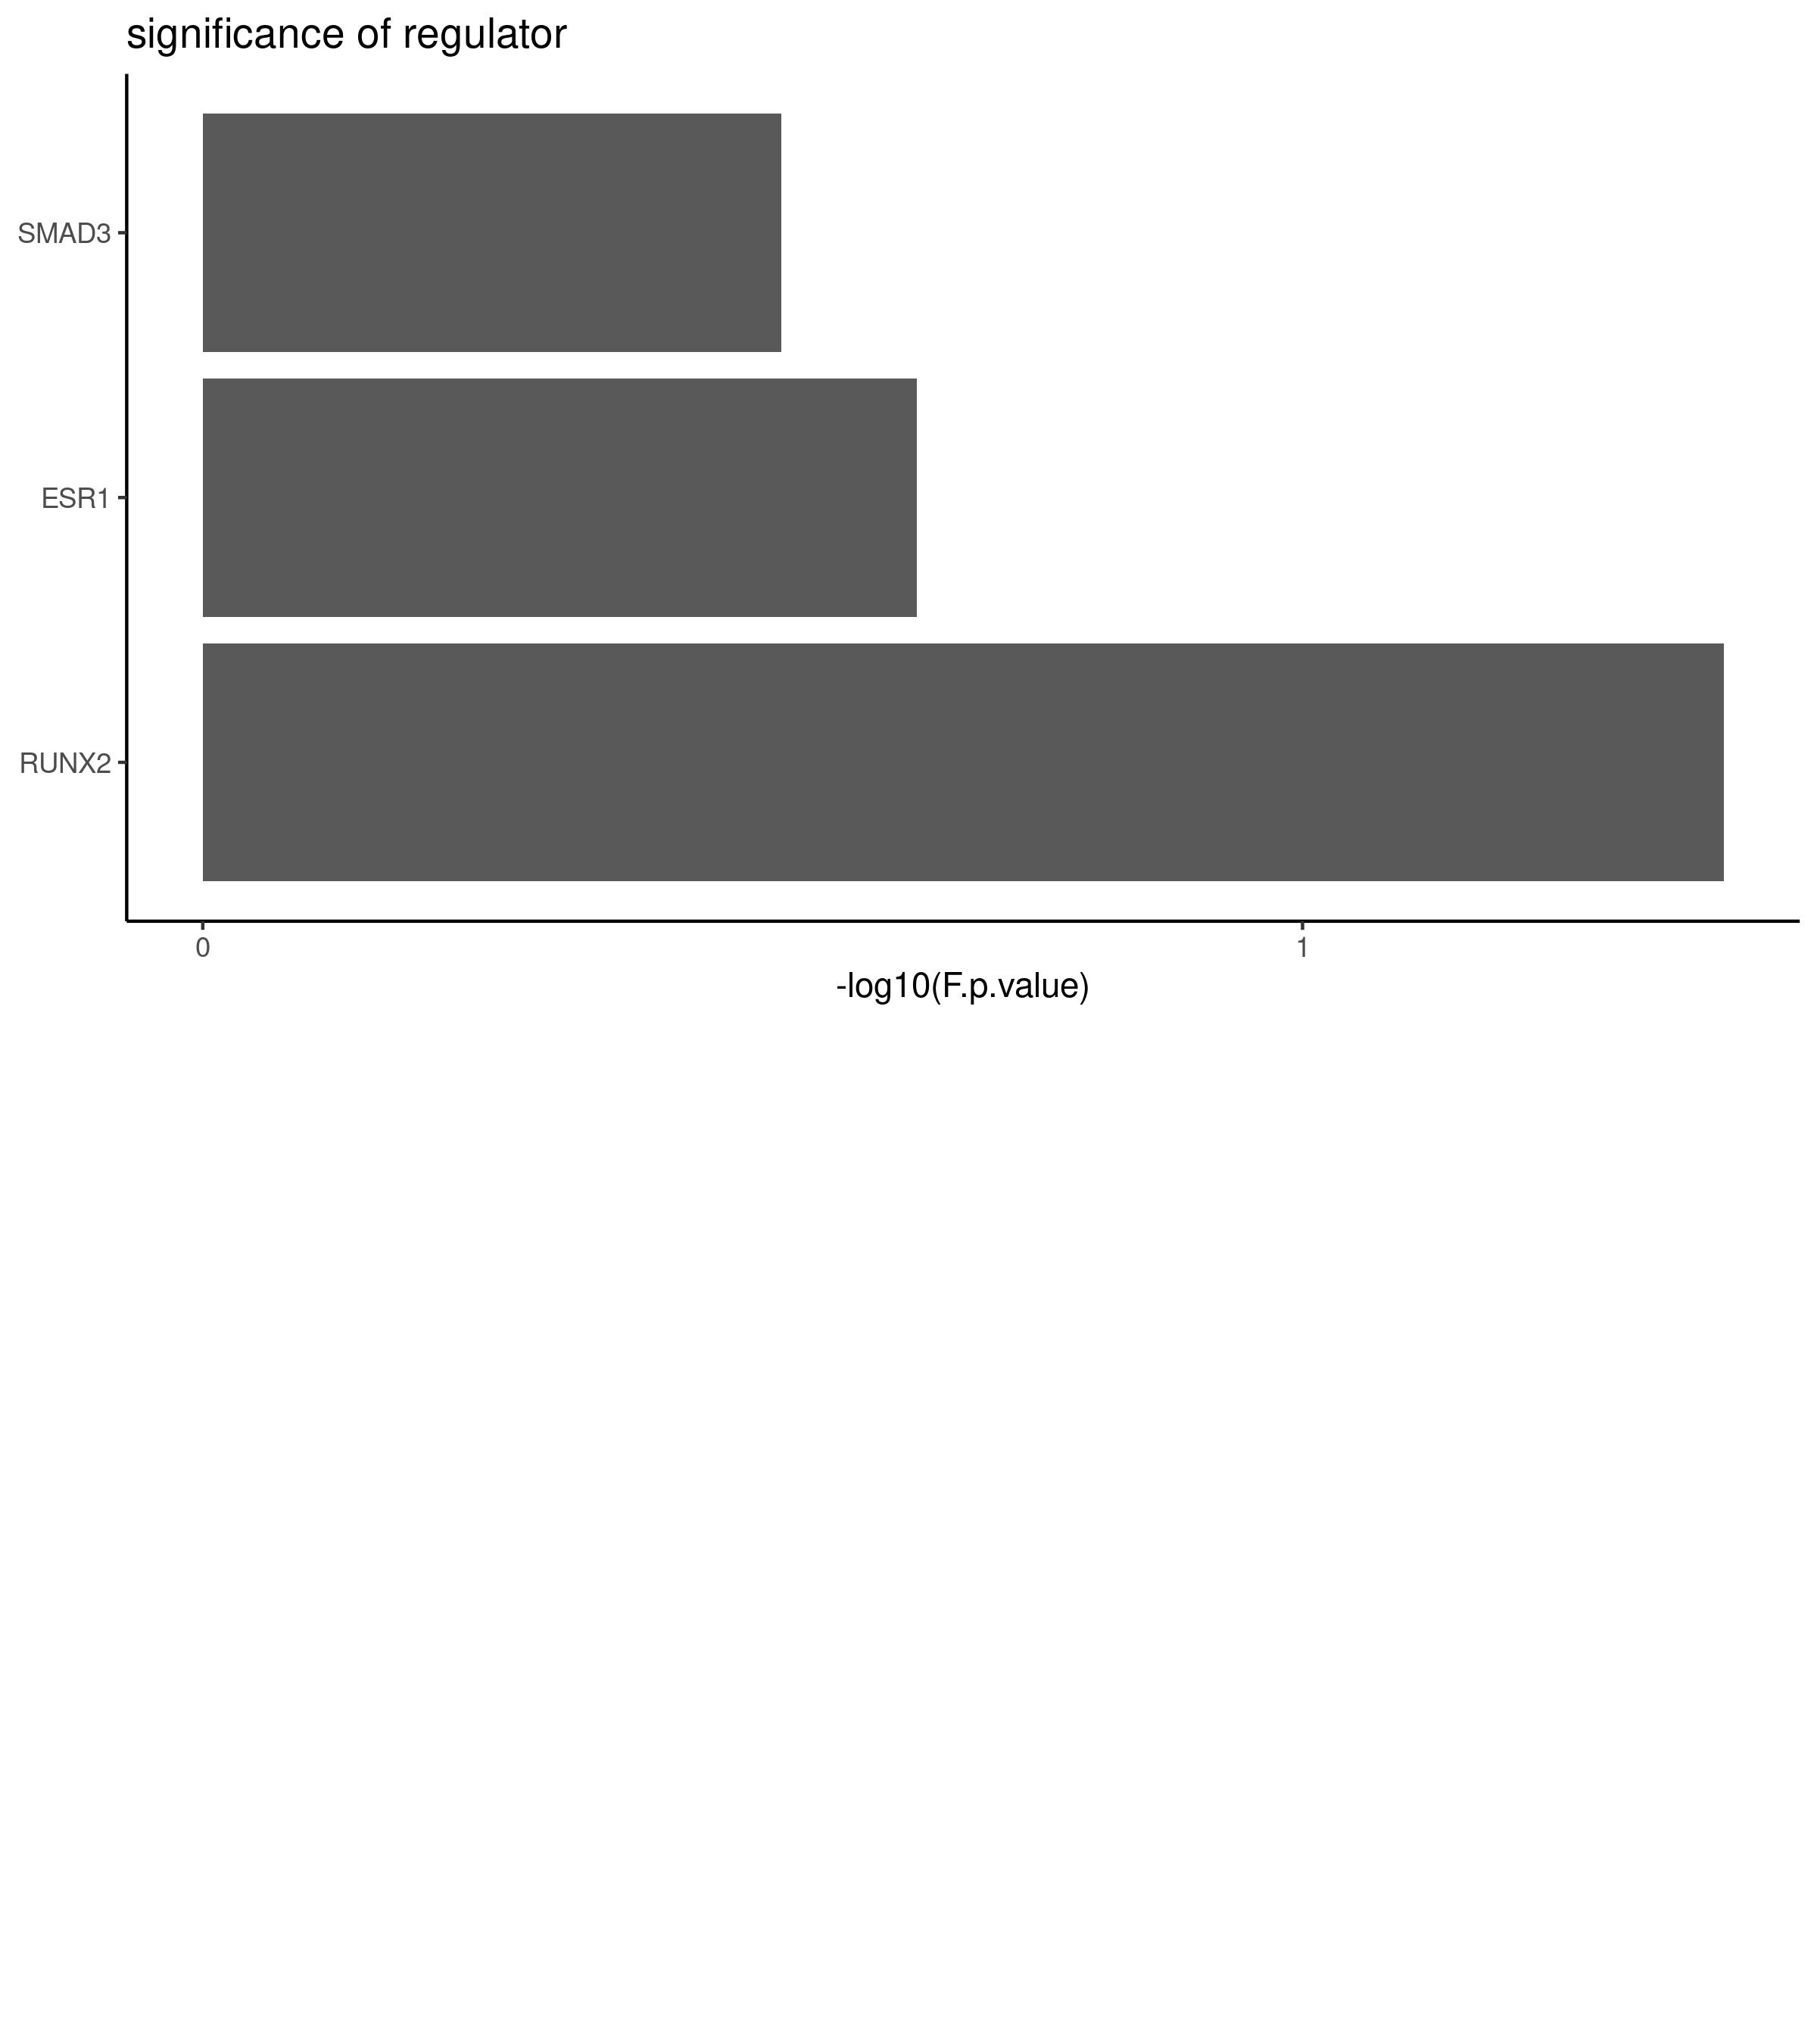 significance of regulator
SMAD3
ESR1
RUNX2
0 1
-log10(F.p.value)